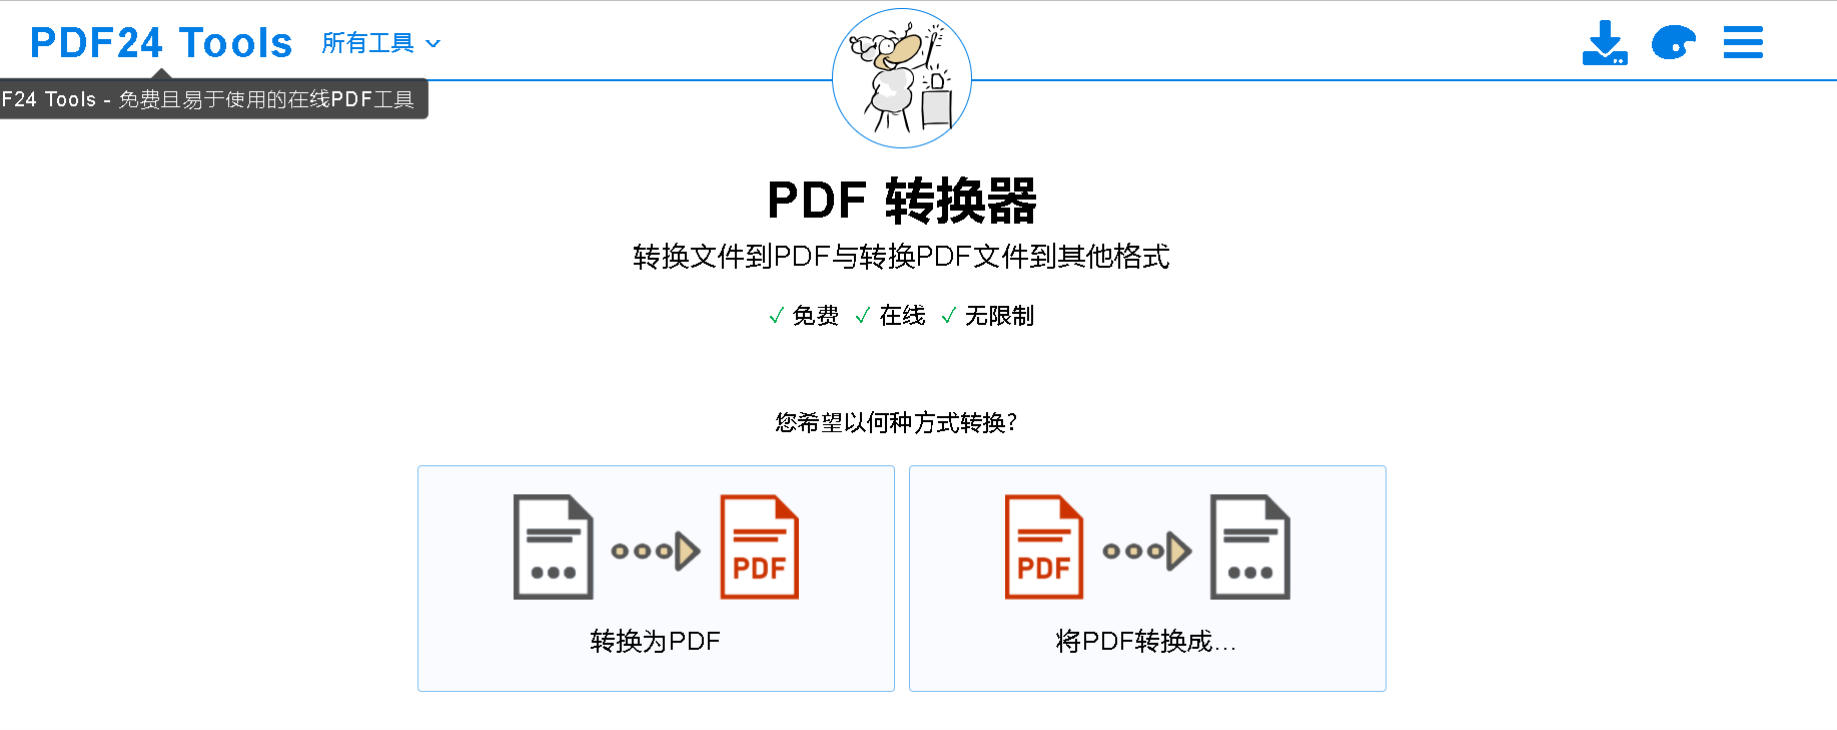 PDF24 Tools 所有工具
F24 Tools - 免费且易于使用的在线PDF工具
PDF 转换器
转换文件到PDF与转换PDF文件到其他格式
✓ 免费 ✓ 在线 ✓ 无限制
您希望以何种方式转换?
PDF PDF
转换为PDF 将PDF转换成...